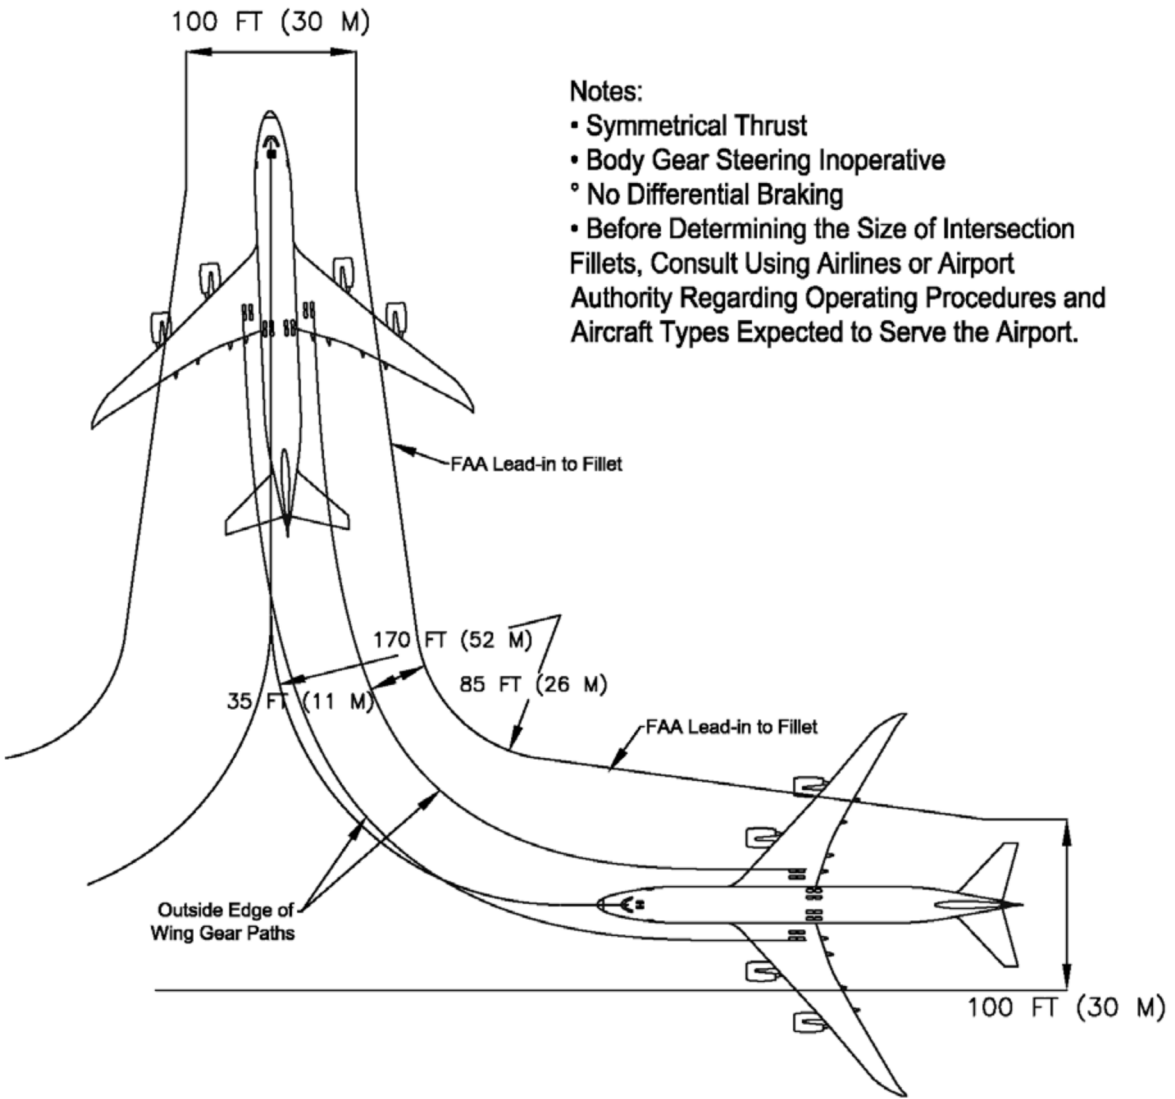 100 FT (30 M)
Notes:
• Symmetrical Thrust
• Body Gear Steering Inoperative
° No Differential Braking
• Before Determining the Size of Intersection
Fillets, Consult Using Airlines or Airport
Authority Regarding Operating Procedures and
Aircraft Types Expected to Serve the Airport.
FAA Lead-in to Fillet
170 FT (52 M)
85 FT (26 M)
35 FT (11 M)
FAA Lead-in to Fillet
Outside Edge of
Wing Gear Paths
100 FT (30 M)